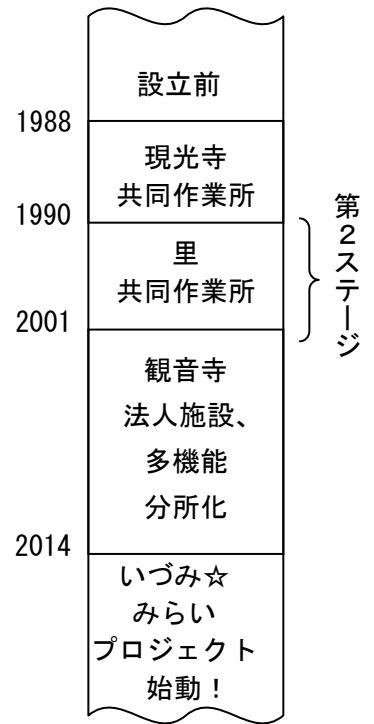 設立前
1988
現光寺
共同作業所
1990
里
共同作業所
第2ステージ
2001
観音寺
法人施設、
多機能
分所化
2014
いづみ☆
みらい
プロジェクト
始動！